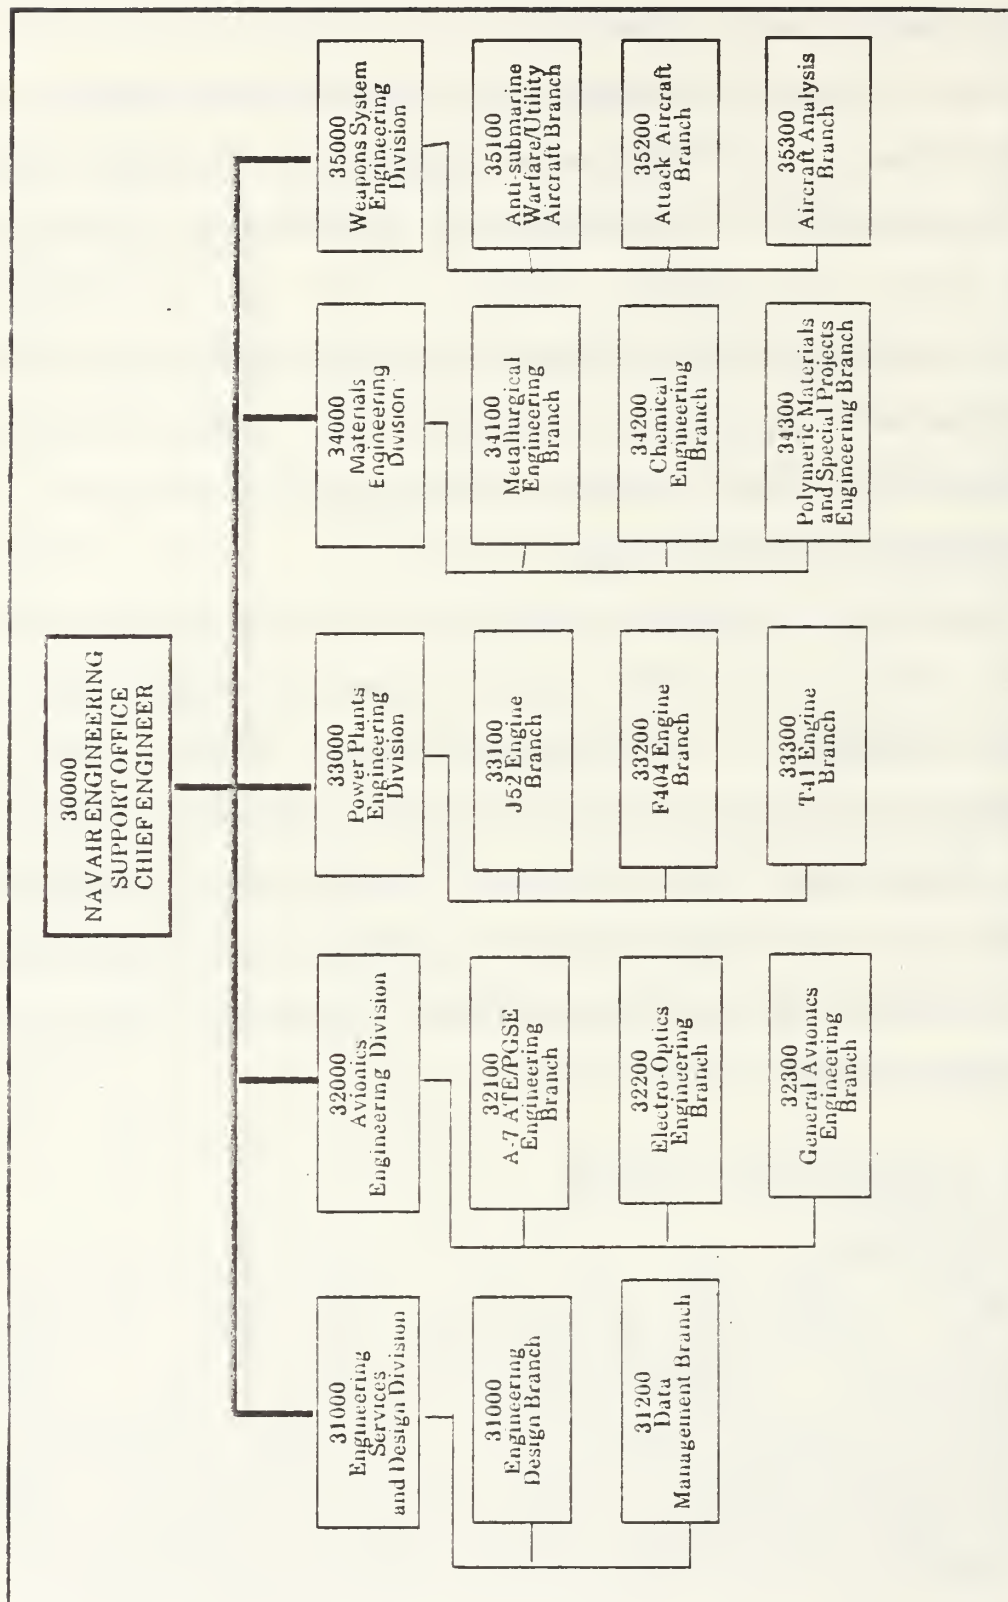 30000
NAVAIR ENGINEERING
SUPPORT OFFICE
CHIEF ENGINEER
31000
Engineering
Services
and Design Division
31000
Engineering
Design Branch
31200
Data
Management Branch
32000
Avionics
Engineering Division
32100
A-7 ATE/PGSE
Engineering
Branch
32200
Electro-Optics
Engineering
Branch
32300
General Avionics
Engineering
Branch
33000
Power Plants
Engineering
Division
33100
J52 Engine
Branch
33200
F404 Engine
Branch
33300
T41 Engine
Branch
34000
Materials
Engineering
Division
34100
Metallurgical
Engineering
Branch
34200
Chemical
Engineering
Branch
34300
Polymeric Materials
and Special Projects
Engineering Branch
35000
Weapons System
Engineering
Division
35100
Anti-submarine
Warfare/Utility
Aircraft Branch
35200
Attack Aircraft
Branch
35300
Aircraft Analysis
Branch